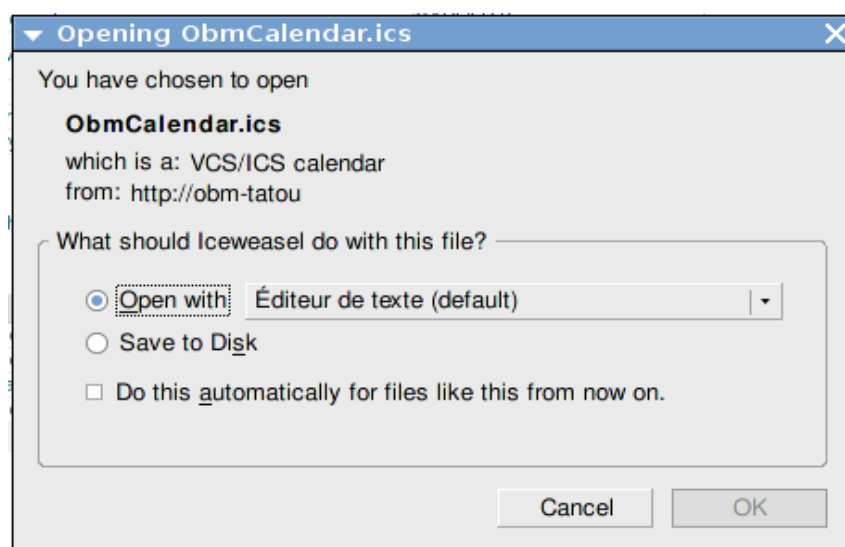 Opening ObmCalendar.ics
You have chosen to open
ObmCalendar.ics
which is a: VCS/ICS calendar
from: http://obm-tatou
What should Iceweasel do with this file?
Open with Éditeur de texte (default)
Save to Disk
Do this automatically for files like this from now on.
Cancel OK